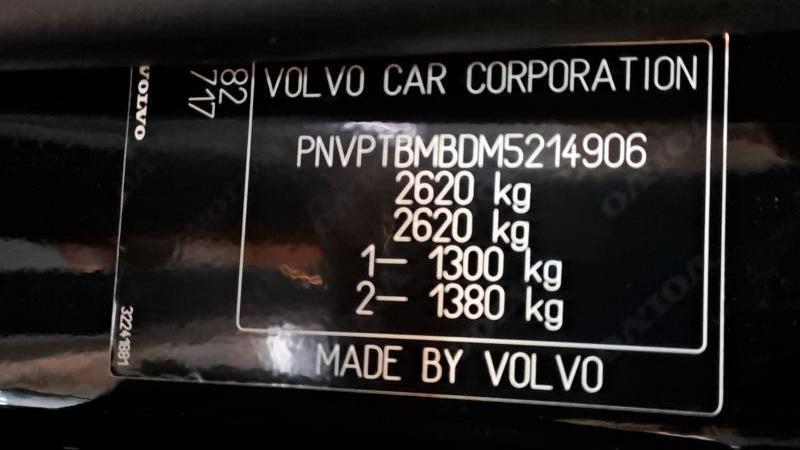 VOLVO
82
717
VOLVO CAR CORPORATION
PNVPTBMBDM5214906
2620 kg
2620 kg
1– 1300 kg
2– 1380 kg
32241881
MADE BY VOLVO